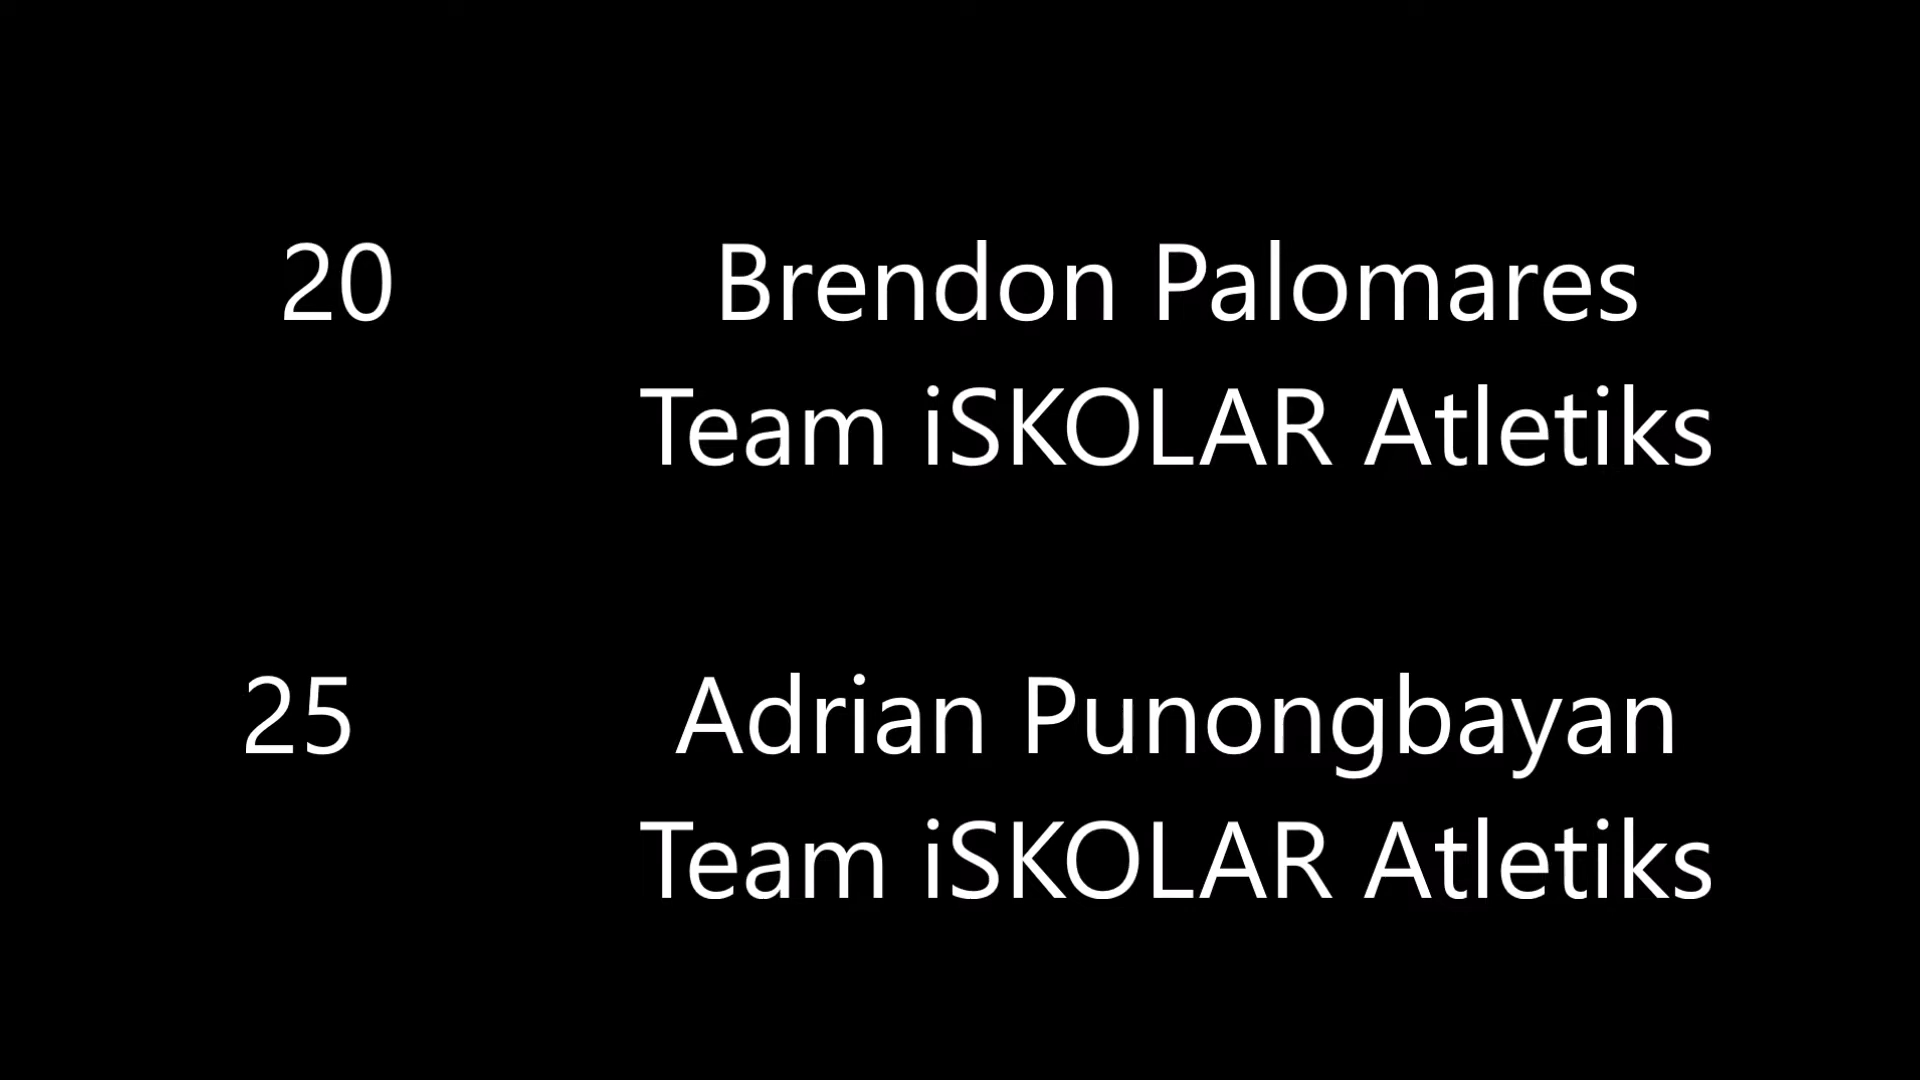 20 Brendon Palomares
Team iSKOLAR Atletiks
25 Adrian Punongbayan
Team iSKOLAR Atletiks